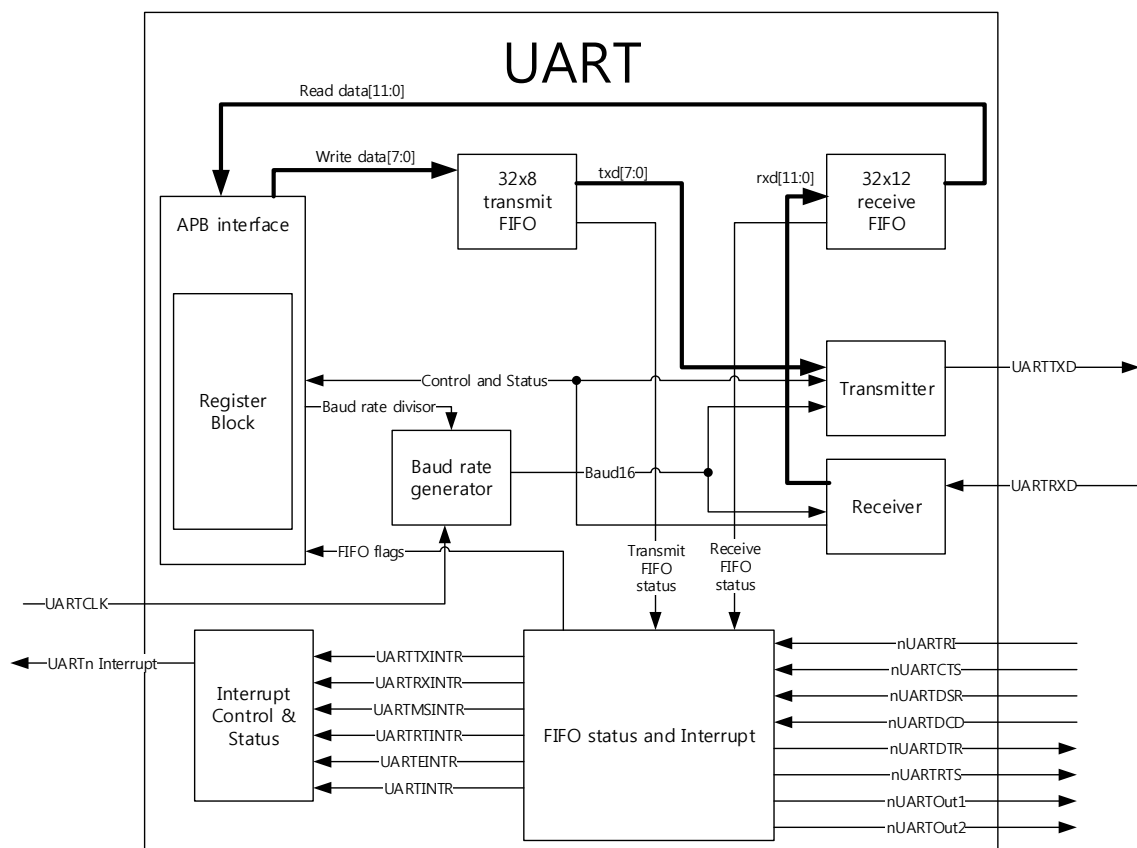 UART
Read data[11:0]
Write data[7:0]
32x8
transmit
FIFO
txd[7:0]
rxd[11:0]
32x12
receive
FIFO
APB interface
Register
Block
Control and Status
Baud rate divisor
Baud rate
generator
Baud16
Transmitter
UARTTXD
Receiver
UARTRXD
FIFO flags
Transmit
FIFO
status
Receive
FIFO
status
UARTCLK
UARTn Interrupt
Interrupt
Control &
Status
UARTTXINTR
UARTRXINTR
UARTMSINTR
UARTRTINTR
UARTEINTR
UARTINTR
FIFO status and Interrupt
nUARTRI
nUARTCTS
nUARTDSR
nUARTDCD
nUARTDTR
nUARTRTS
nUARTOut1
nUARTOut2